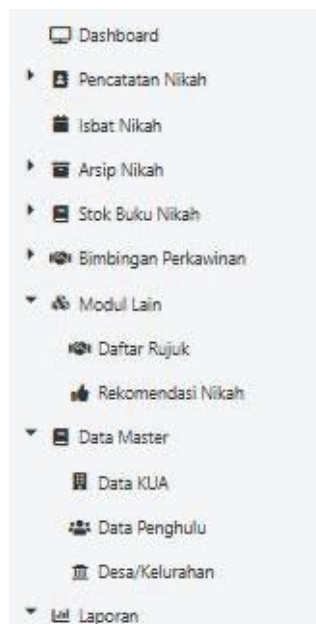 Dashboard
Pencatatan Nikah
Isbat Nikah
Arsip Nikah
Stok Buku Nikah
Bimbingan Perkawinan
Modul Lain
Daftar Rujuk
Rekomendasi Nikah
Data Master
Data KUA
Data Penghulu
Desa/Kelurahan
Laporan